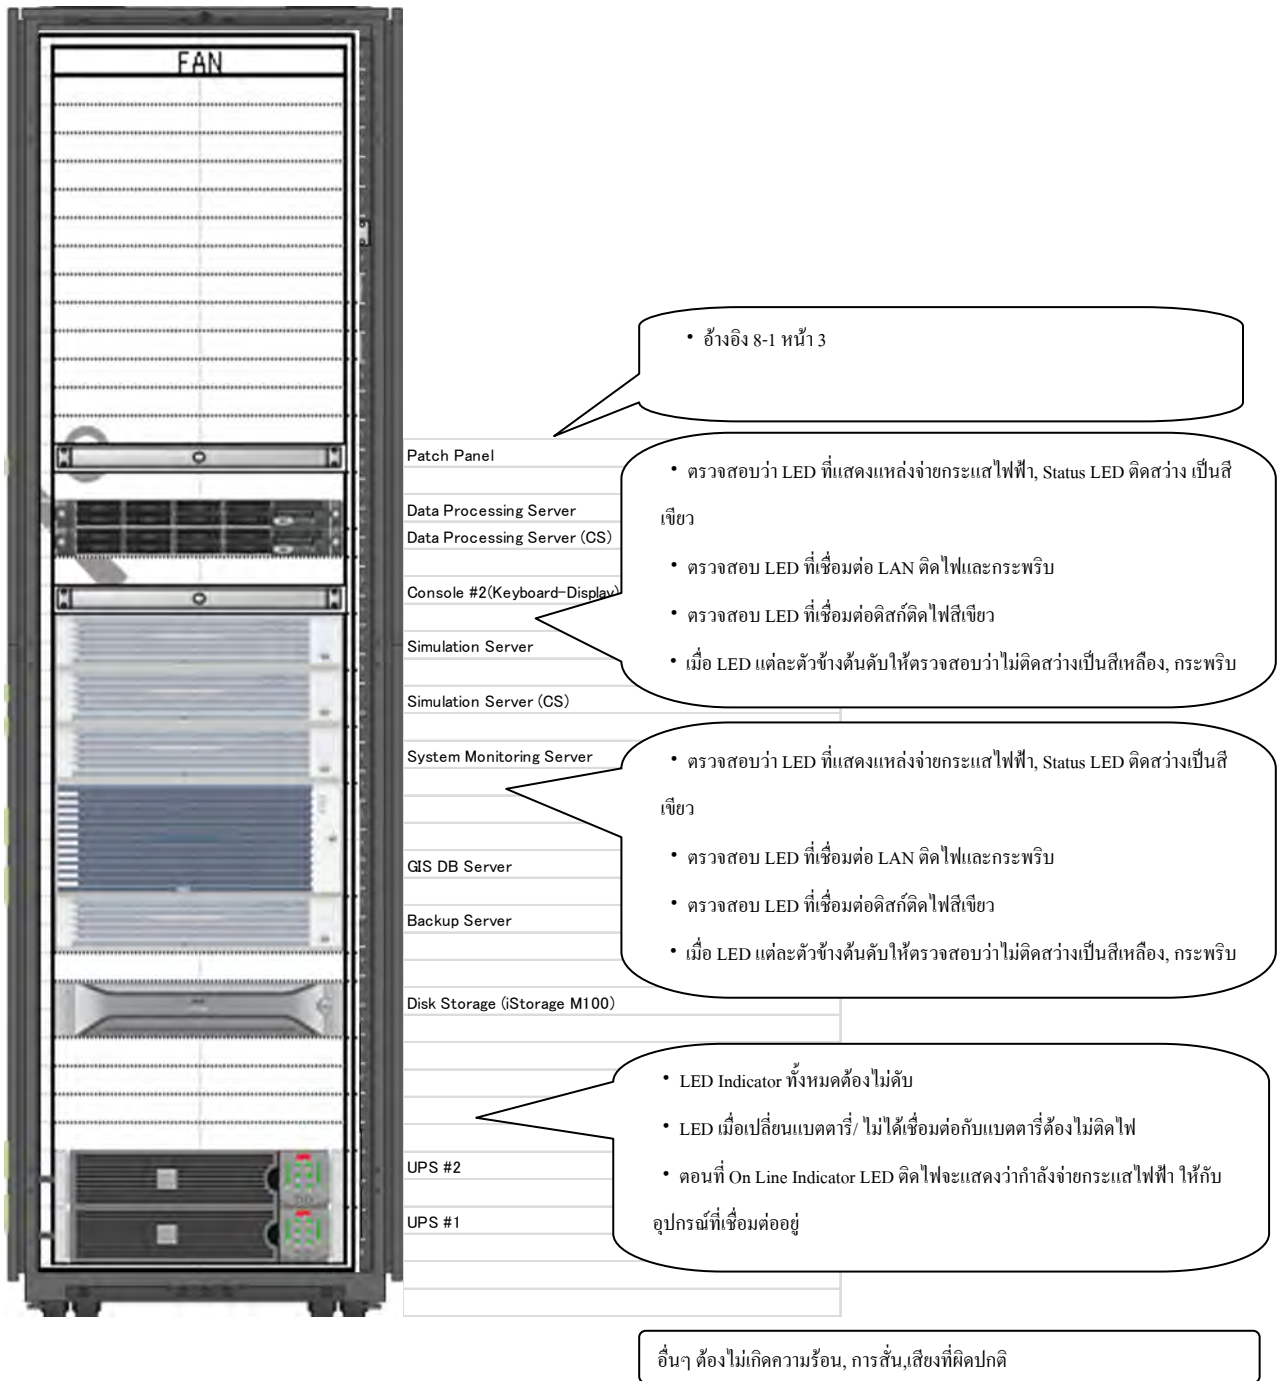 FAN
• อ้างอิง 8-1 หน้า 3
Patch Panel
Data Processing Server
Data Processing Server (CS)
Console #2(Keyboard-Display)
Simulation Server
Simulation Server (CS)
System Monitoring Server
GIS DB Server
Backup Server
Disk Storage (iStorage M100)
UPS #2
UPS #1
• ตรวจสอบว่า LED ที่แสดงแหล่งจ่ายกระแสไฟฟ้า, Status LED ติดสว่าง เป็นสี
เขียว
• ตรวจสอบ LED ที่เชื่อมต่อ LAN ติดไฟและกระพริบ
• ตรวจสอบ LED ที่เชื่อมต่อดิสก์ติดไฟสีเขียว
• เมื่อ LED แต่ละตัวข้างต้นดับให้ตรวจสอบว่าไม่ติดสว่างเป็นสีเหลือง, กระพริบ
• ตรวจสอบว่า LED ที่แสดงแหล่งจ่ายกระแสไฟฟ้า, Status LED ติดสว่างเป็นสี
เขียว
• ตรวจสอบ LED ที่เชื่อมต่อ LAN ติดไฟและกระพริบ
• ตรวจสอบ LED ที่เชื่อมต่อดิสก์ติดไฟสีเขียว
• เมื่อ LED แต่ละตัวข้างต้นดับให้ตรวจสอบว่าไม่ติดสว่างเป็นสีเหลือง, กระพริบ
• LED Indicator ทั้งหมดต้องไม่ดับ
• LED เมื่อเปลี่ยนแบตตารี่/ ไม่ได้เชื่อมต่อกับแบตตารี่ต้องไม่ติดไฟ
• ตอนที่ On Line Indicator LED ติดไฟจะแสดงว่ากำลังจ่ายกระแสไฟฟ้า ให้กับ
อุปกรณ์ที่เชื่อมต่ออยู่
อื่นๆ ต้องไม่เกิดความร้อน, การสั่น,เสียงที่ผิดปกติ